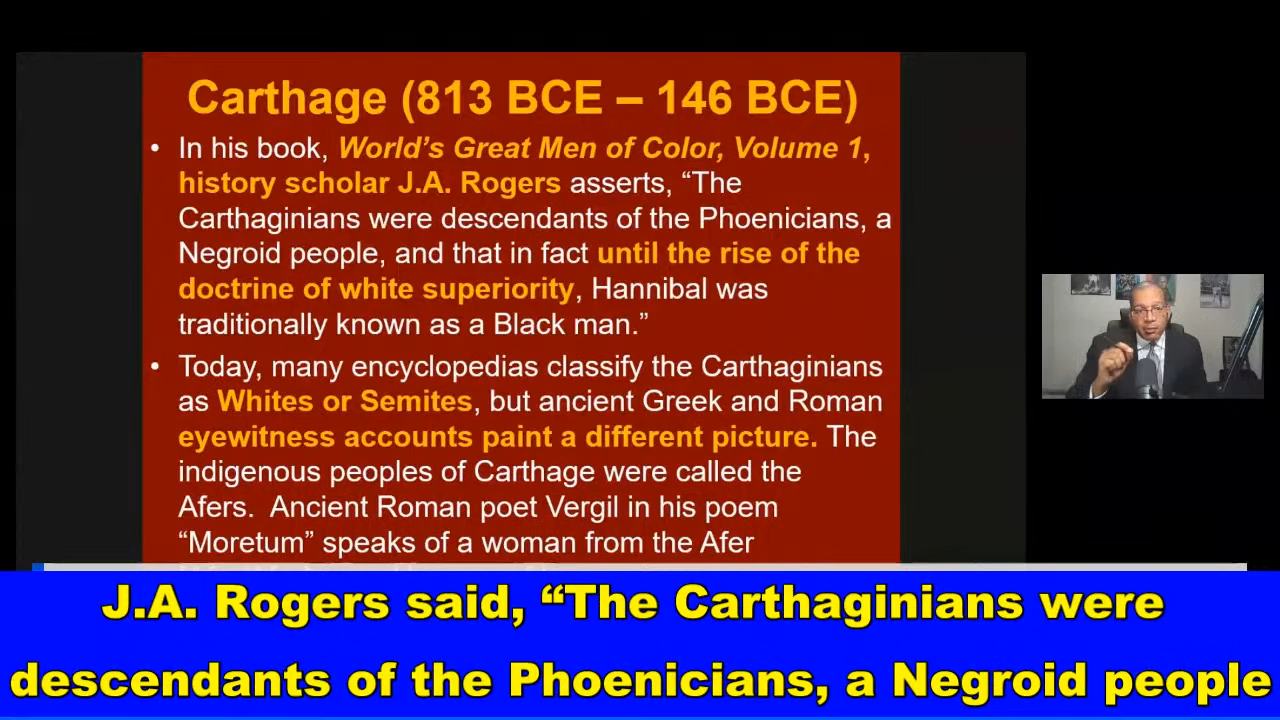 Carthage (813 BCE – 146 BCE)
• In his book, World's Great Men of Color, Volume 1,
history scholar J.A. Rogers asserts, “The
Carthaginians were descendants of the Phoenicians, a
Negroid people, and that in fact until the rise of the
doctrine of white superiority, Hannibal was
traditionally known as a Black man.”
• Today, many encyclopedias classify the Carthaginians
as Whites or Semites, but ancient Greek and Roman
eyewitness accounts paint a different picture. The
indigenous peoples of Carthage were called the
Afers. Ancient Roman poet Vergil in his poem
“Moretum” speaks of a woman from the Afer
J.A. Rogers said, “The Carthaginians were
descendants of the Phoenicians, a Negroid people